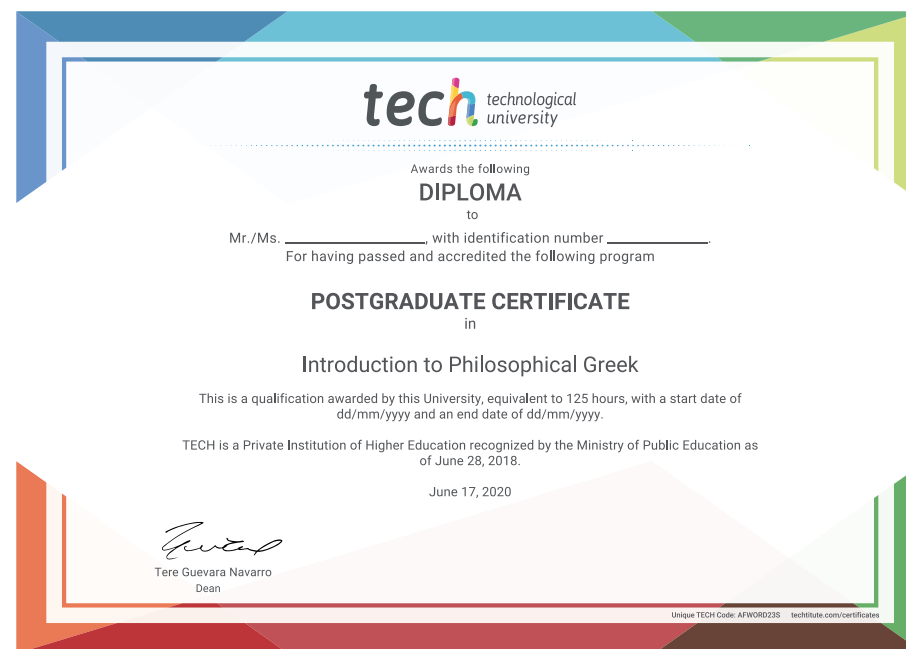 tech technological
university
Awards the following
DIPLOMA
to
Mr./Ms. ____________________, with identification number ______________.
For having passed and accredited the following program
POSTGRADUATE CERTIFICATE
in
Introduction to Philosophical Greek
This is a qualification awarded by this University, equivalent to 125 hours, with a start date of
dd/mm/yyyy and an end date of dd/mm/yyyy.
TECH is a Private Institution of Higher Education recognized by the Ministry of Public Education as
of June 28, 2018.
June 17, 2020
Tere Guevara Navarro
Dean
Unique TECH Code: AFWORD23S techtitute.com/certificates